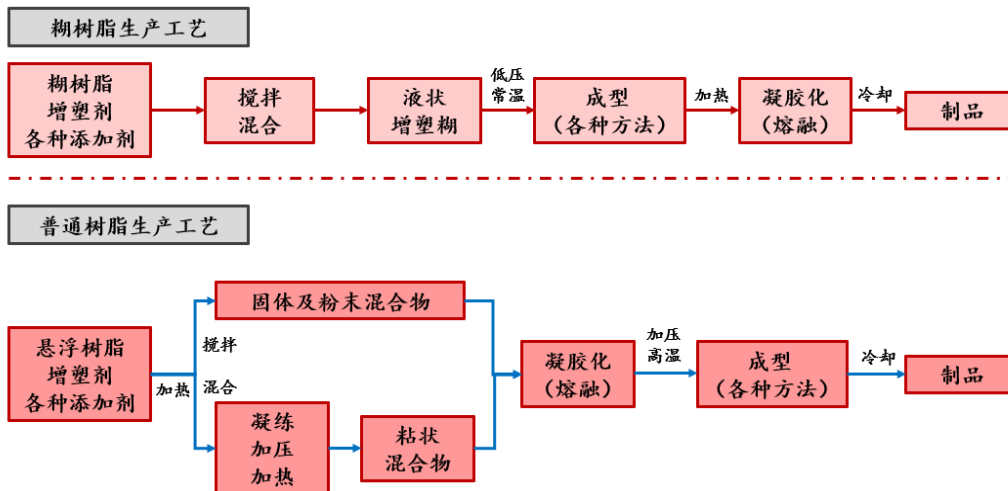 糊树脂生产工艺
糊树脂
增塑剂
各种添加剂
搅拌
混合
液状
增塑糊
低压
常温
成型
（各种方法）
加热
凝胶化
（熔融）
冷却
制品
普通树脂生产工艺
悬浮树脂
增塑剂
各种添加剂
加热
搅拌
混合
固体及粉末混合物
凝练
加压
加热
粘状
混合物
凝胶化
（熔融）
加压
高温
成型
（各种方法）
冷却
制品